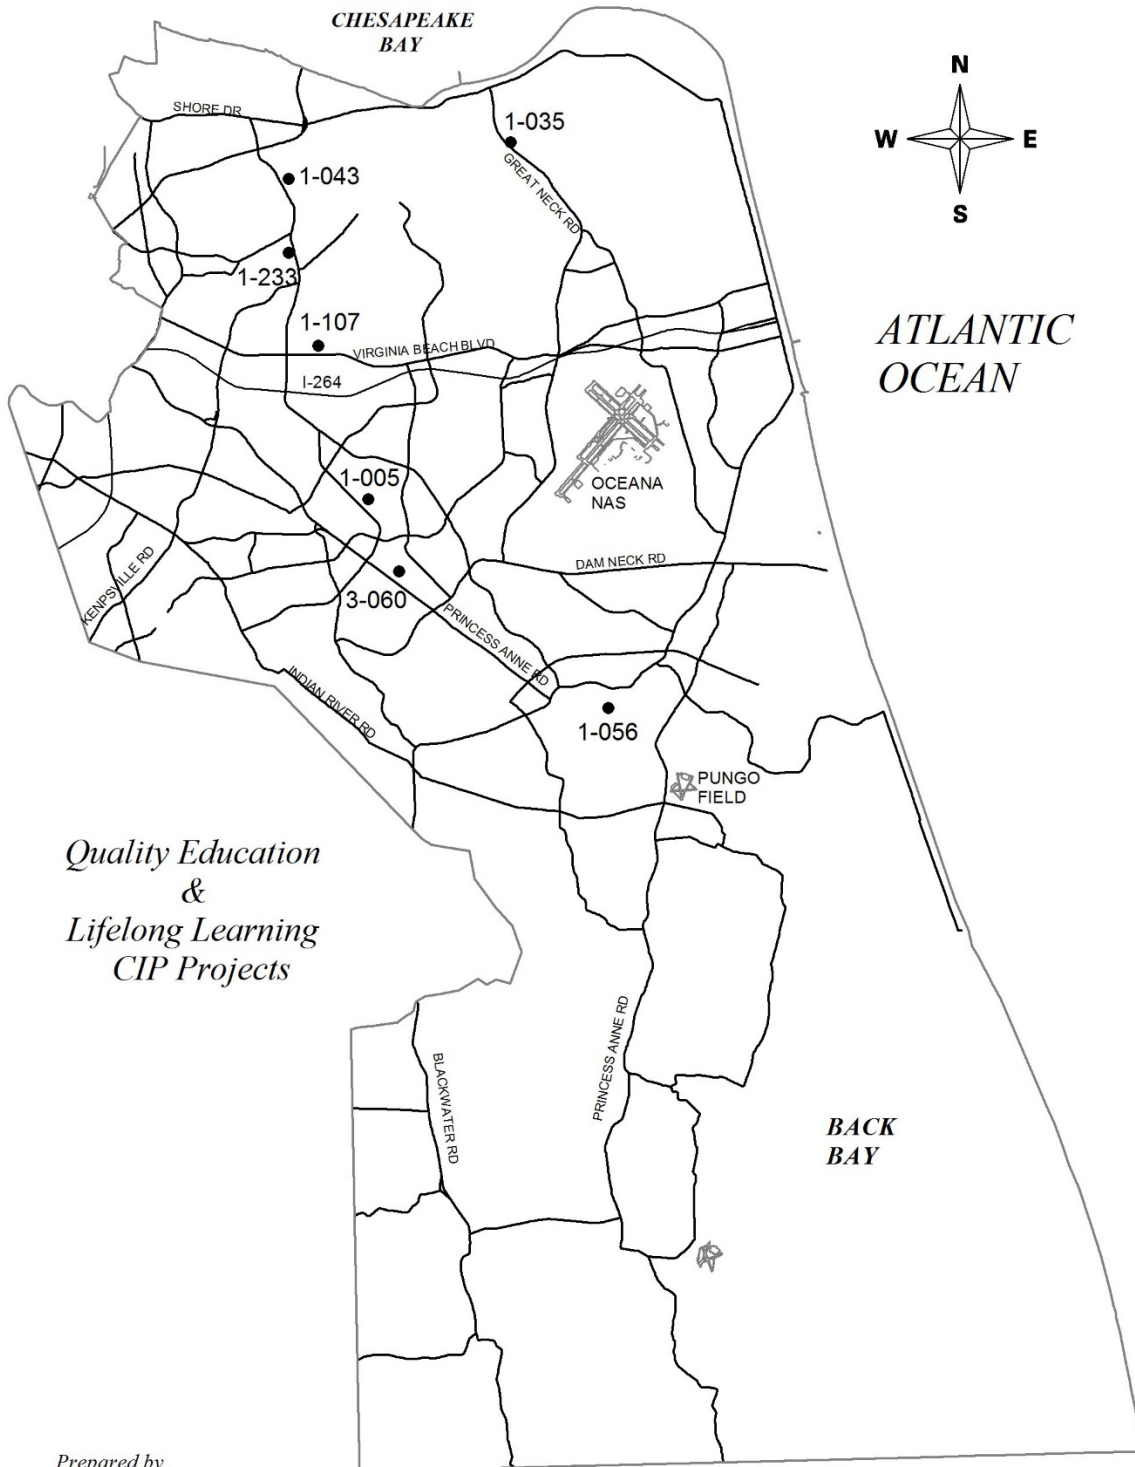 CHESAPEAKE
BAY
N
W
E
S
SHORE DR
1-035
GREAT NECK RD
1-043
1-233
1-107
VIRGINIA BEACH BLVD
I-264
ATLANTIC
OCEAN
1-005
OCEANA
NAS
KENPSVILLE RD
DAM NECK RD
3-060
PRINCESS ANNE RD
INDIAN RIVER RD
1-056
PUNGO
FIELD
Quality Education
&
Lifelong Learning
CIP Projects
BLACKWATER RD
PRINCESS ANNE RD
BACK
BAY
Prepared by